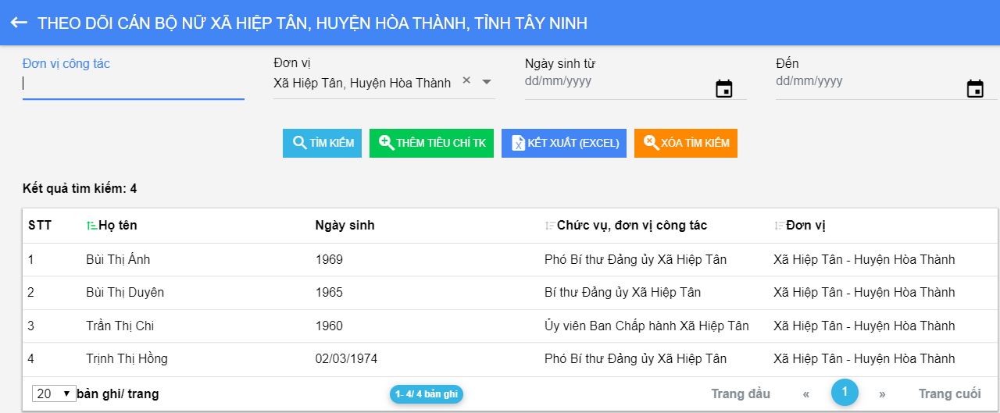 THEO DÕI CÁN BỘ NỮ XÃ HIỆP TÂN, HUYỆN HÒA THÀNH, TỈNH TÂY NINH
Đơn vị công tác Đơn vị Ngày sinh từ Đến
Xã Hiệp Tân, Huyện Hòa Thành × dd/mm/yyyy dd/mm/yyyy
TÌM KIẾM THÊM TIÊU CHÍ TK KẾT XUẤT (EXCEL) XÓA TÌM KIẾM
Kết quả tìm kiếm: 4
STT Họ tên Ngày sinh Chức vụ, đơn vị công tác Đơn vị
1 Bùi Thị Ánh 1969 Phó Bí thư Đảng ủy Xã Hiệp Tân Xã Hiệp Tân - Huyện Hòa Thành
2 Bùi Thị Duyên 1965 Bí thư Đảng ủy Xã Hiệp Tân Xã Hiệp Tân - Huyện Hòa Thành
3 Trần Thị Chi 1960 Ủy viên Ban Chấp hành Xã Hiệp Tân Xã Hiệp Tân - Huyện Hòa Thành
4 Trịnh Thị Hồng 02/03/1974 Phó Bí thư Đảng ủy Xã Hiệp Tân Xã Hiệp Tân - Huyện Hòa Thành
20 bản ghi/ trang 1- 4/ 4 bản ghi Trang đầu « 1 » Trang cuối